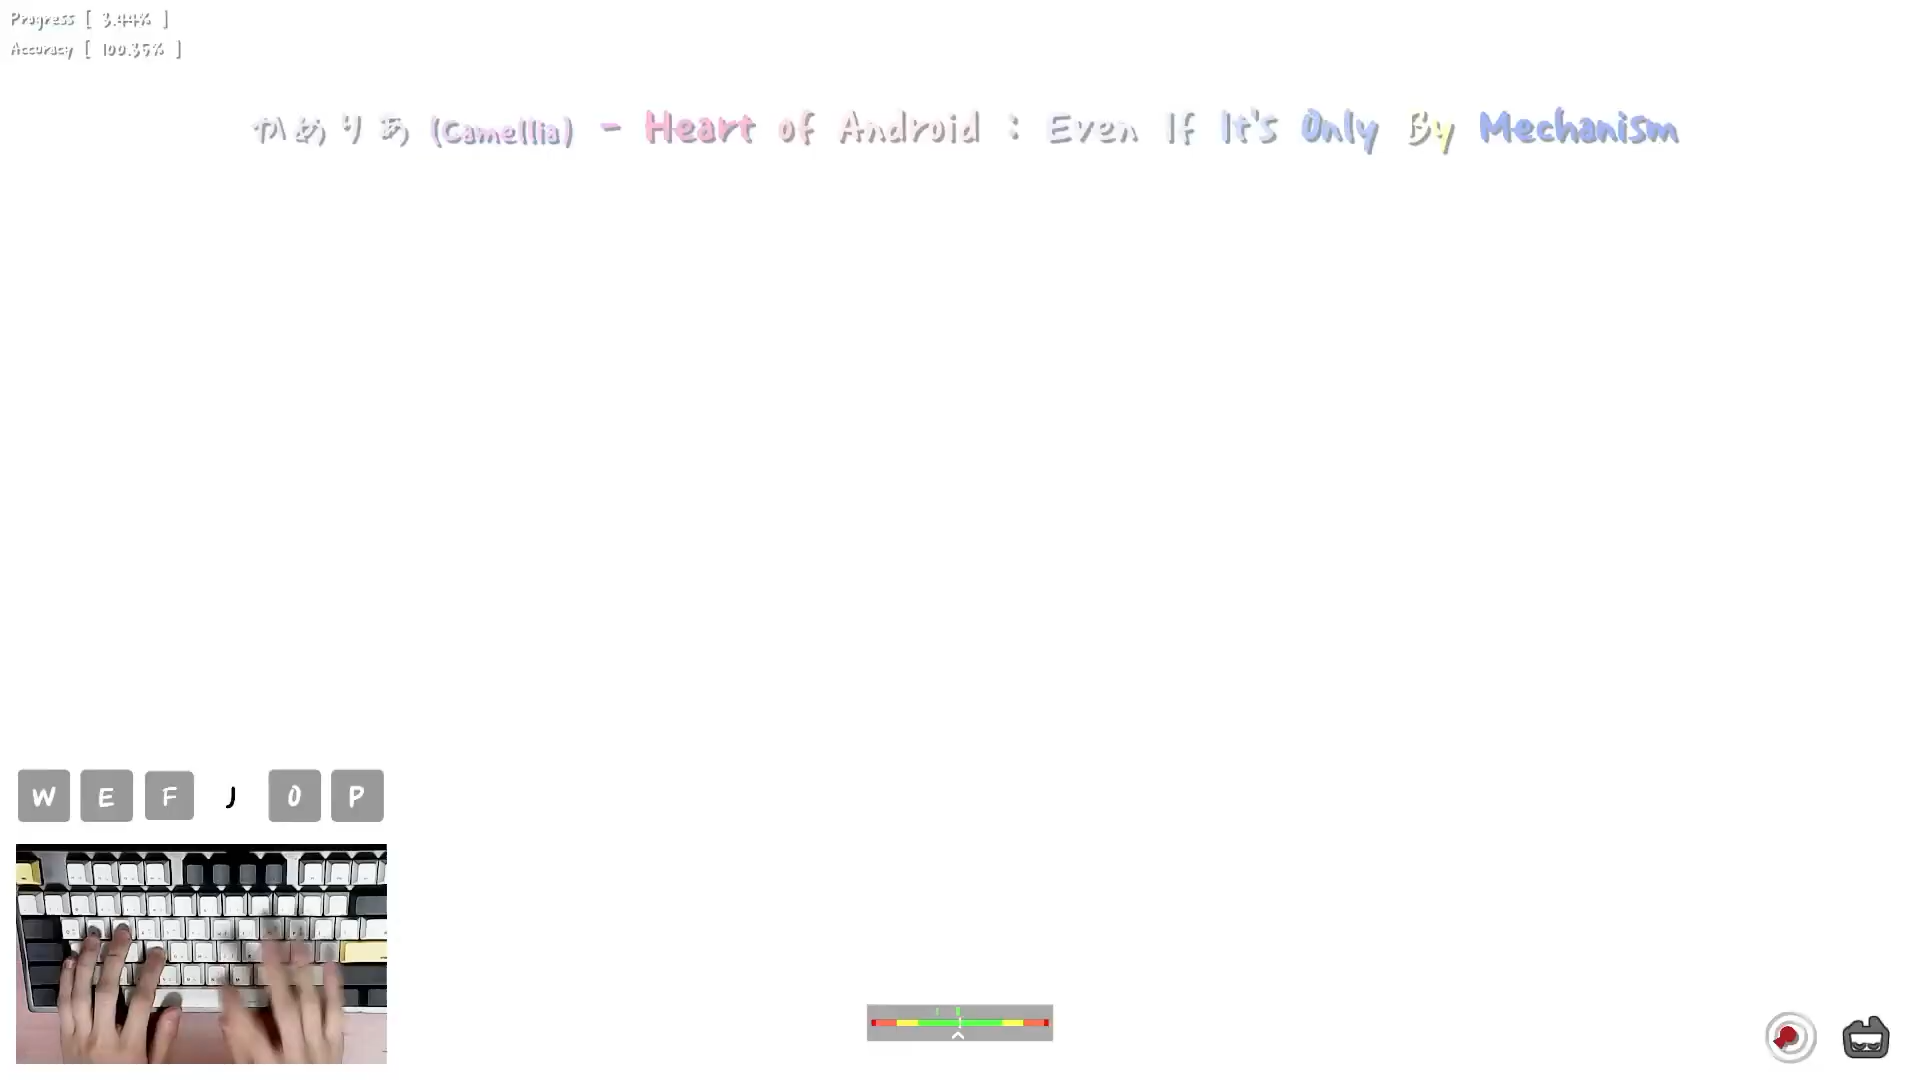 Progress [ 3.44% ]
Accuracy [ 100.35% ]
かめりあ (Camellia) - Heart of Android : Even If It's Only By Mechanism
W E F J O P